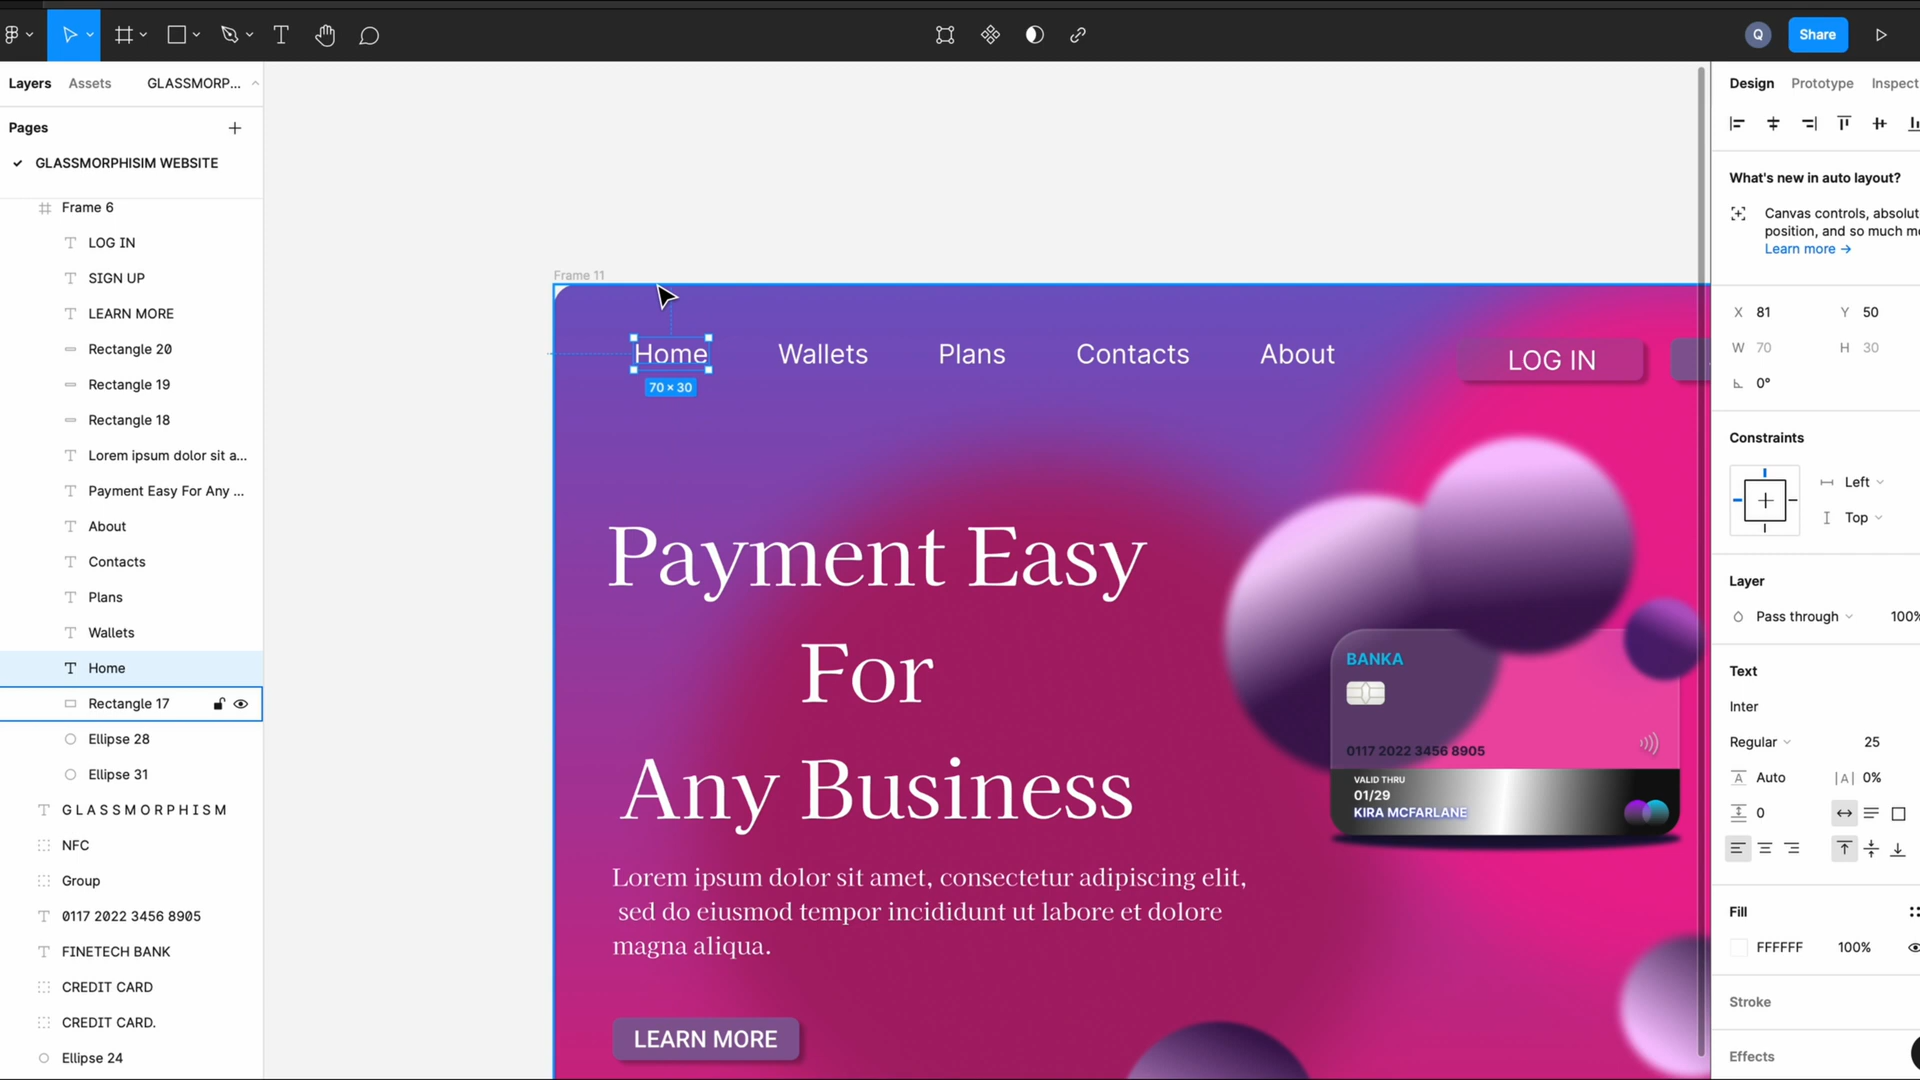 Q
Share
Layers
Assets
GLASSMORP...
Pages
GLASSMORPHISIM WEBSITE
Frame 6
LOG IN
SIGN UP
LEARN MORE
Rectangle 20
Rectangle 19
Rectangle 18
Lorem ipsum dolor sit a...
Payment Easy For Any ...
About
Contacts
Plans
Wallets
Home
Rectangle 17
Ellipse 28
Ellipse 31
G L A S S M O R P H I S M
NFC
Group
0117 2022 3456 8905
FINETECH BANK
CREDIT CARD
CREDIT CARD.
Ellipse 24
Frame 11
Home
Wallets
Plans
Contacts
About
LOG IN
70 × 30
Payment Easy
For
Any Business
Lorem ipsum dolor sit amet, consectetur adipiscing elit,
sed do eiusmod tempor incididunt ut labore et dolore
magna aliqua.
LEARN MORE
BANKA
0117 2022 3456 8905
VALID THRU
01/29
KIRA MCFARLANE
Design
Prototype
Inspect
What's new in auto layout?
Canvas controls, absolut
position, and so much mo
Learn more →
X 81
Y 50
W 70
H 30
0°
Constraints
Left
Top
Layer
Pass through
100%
Text
Inter
Regular
25
Auto
|A| 0%
0
Fill
FFFFFF
100%
Stroke
Effects